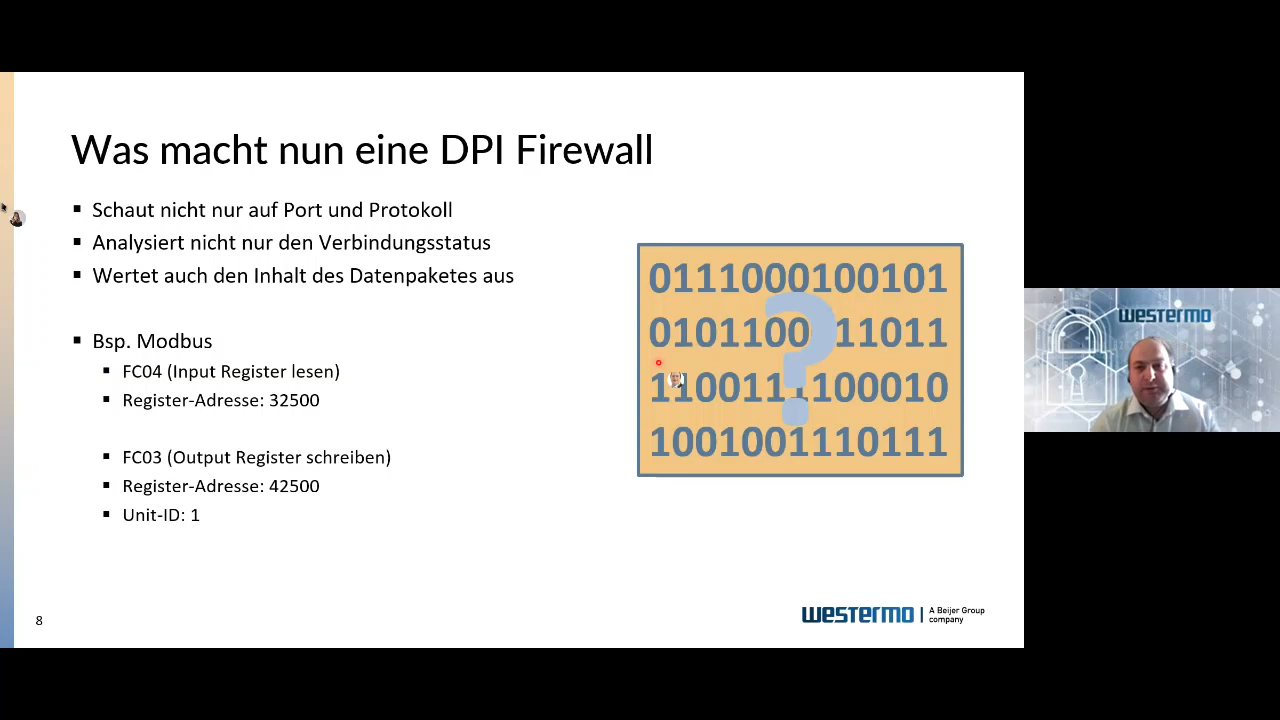 Was macht nun eine DPI Firewall
Schaut nicht nur auf Port und Protokoll
Analysiert nicht nur den Verbindungsstatus
Wertet auch den Inhalt des Datenpaketes aus
Bsp. Modbus
FC04 (Input Register lesen)
Register-Adresse: 32500
FC03 (Output Register schreiben)
Register-Adresse: 42500
Unit-ID: 1
0111000100101
0101100 11011
110011 1100010
1001001110111
?
8
westermo | A Beijer Group
company
westermo